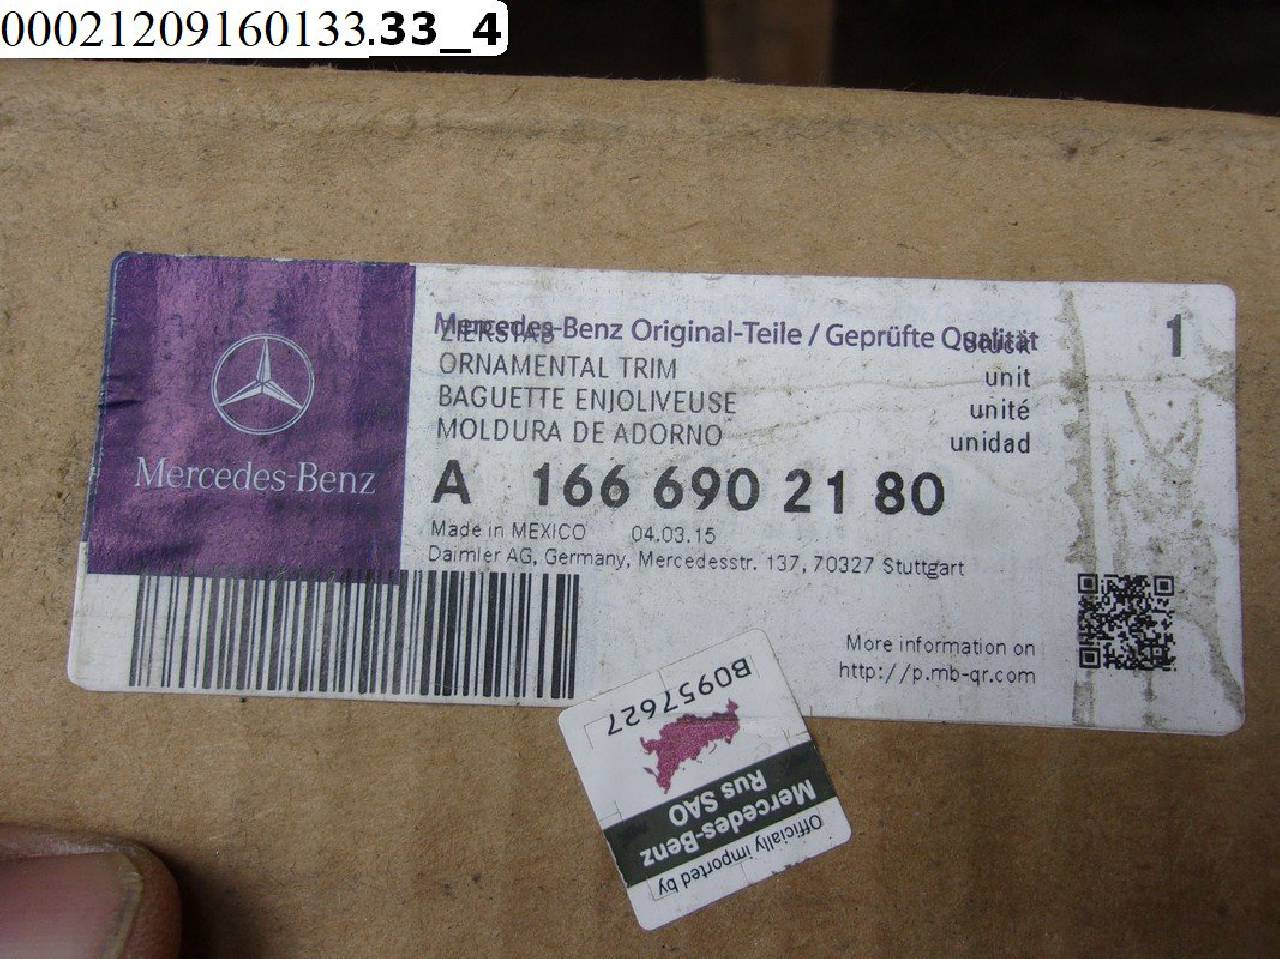 00021209160133.33_4
Mercedes-Benz
Mercedes-Benz Original-Teile / Geprüfte Qualität
ZIERSTAB Stück 1
ORNAMENTAL TRIM unit
BAGUETTE ENJOLIVEUSE unité
MOLDURA DE ADORNO unidad
A 166 690 21 80
Made in MEXICO 04.03.15
Daimler AG, Germany, Mercedesstr. 137, 70327 Stuttgart
More information on
http://p.mb-qr.com
Officially imported by
Mercedes-Benz
Rus SAO
B0957627